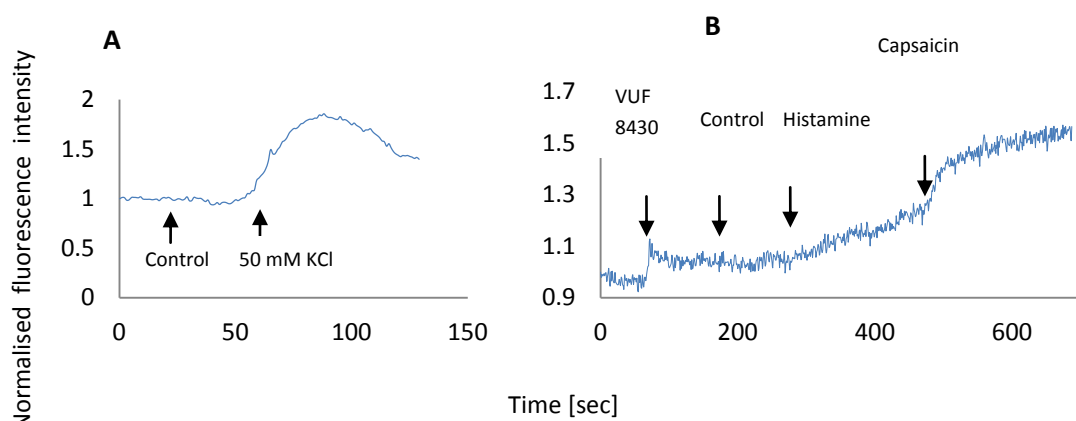 A
B
Normalised fluorescence intensity
2
1.5
1
0.5
0
0
50
100
150
Control
50 mM KCl
Capsaicin
VUF
8430
Control
Histamine
1.7
1.5
1.3
1.1
0.9
0
200
400
600
Time [sec]